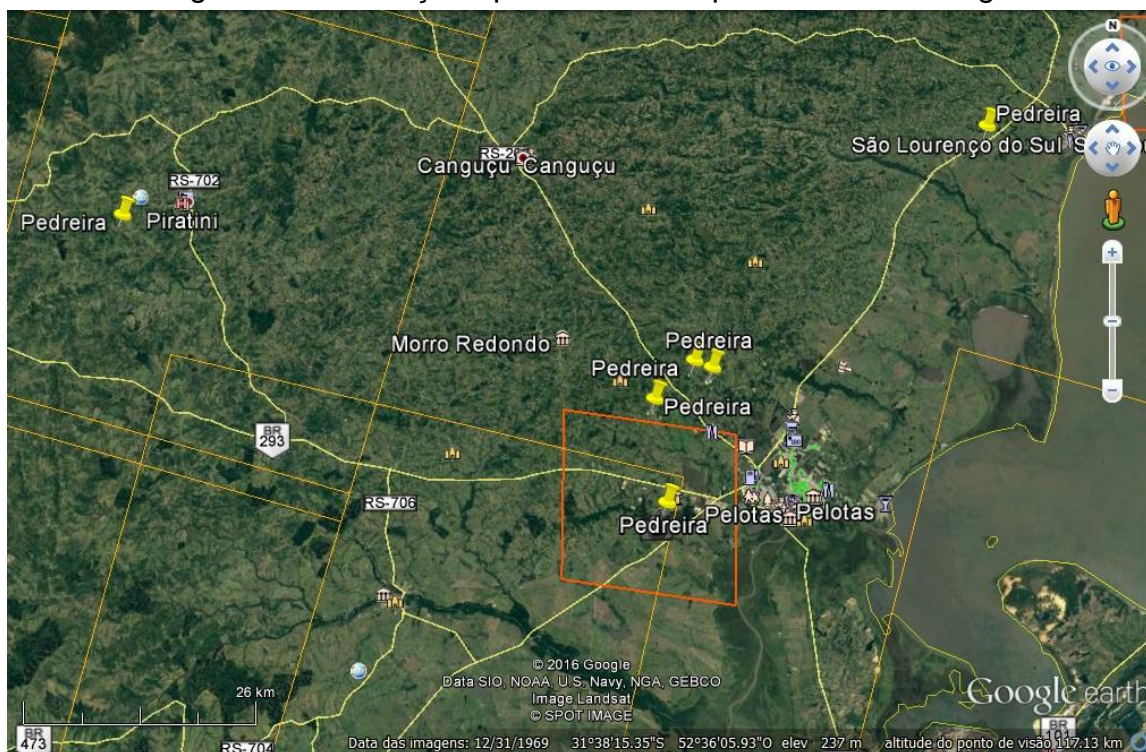 N
Pedreira
São Lourenço do Sul
Canguçu Canguçu
RS-702
Pedreira Piratini
Morro Redondo
Pedreira
Pedreira
Pedreira
BR
293
RS-706
Pedreira
Pelotas Pelotas
© 2016 Google
Data SIO, NOAA, U.S. Navy, NGA, GEBCO
Image Landsat
© SPOT IMAGE
26 km
Google earth
BR
473
RS-704
BR
101
Data das imagens: 12/31/1969 31°38'15.35"S 52°36'05.93"O elev 237 m altitude do ponto de visão 117.13 km